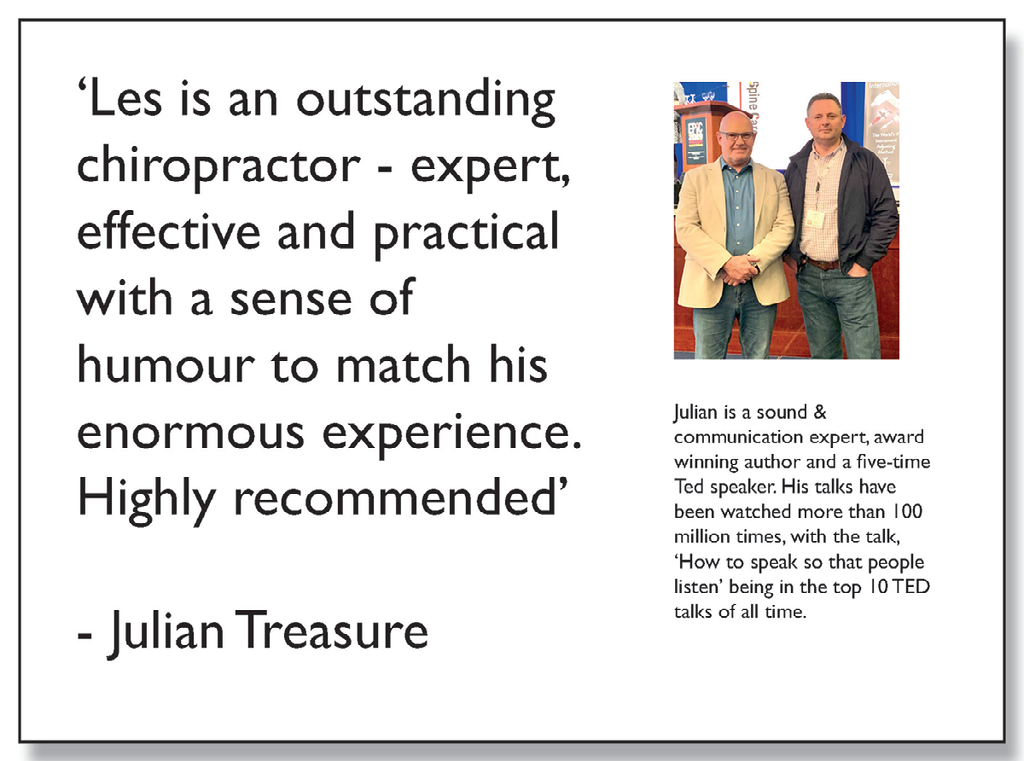 ‘Les is an outstanding
chiropractor - expert,
effective and practical
with a sense of
humour to match his
enormous experience.
Highly recommended’
- Julian Treasure
Spine
EPIC
Julian is a sound &
communication expert, award
winning author and a five-time
Ted speaker. His talks have
been watched more than 100
million times, with the talk,
‘How to speak so that people
listen’ being in the top 10 TED
talks of all time.